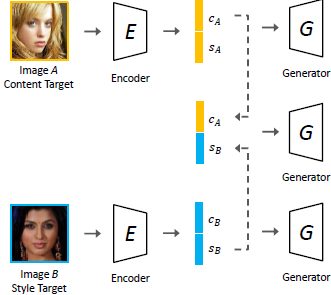 E
c_A
s_A
G
Image A
Content Target
Encoder
Generator
c_A
s_B
G
Generator
E
c_B
s_B
G
Image B
Style Target
Encoder
Generator